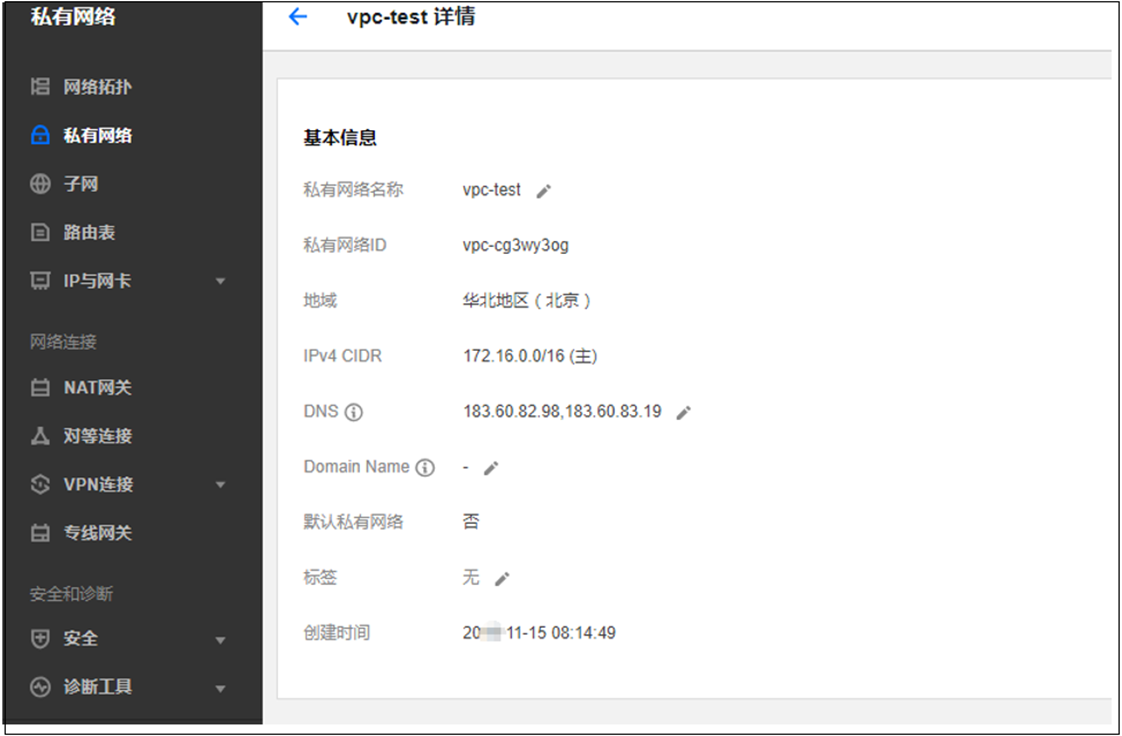 私有网络
网络拓扑
私有网络
子网
路由表
IP与网卡
网络连接
NAT网关
对等连接
VPN连接
专线网关
安全和诊断
安全
诊断工具
vpc-test 详情
基本信息
私有网络名称 vpc-test
私有网络ID vpc-cg3wy3og
地域 华北地区（北京）
IPv4 CIDR 172.16.0.0/16 (主)
DNS 183.60.82.98,183.60.83.19
Domain Name -
默认私有网络 否
标签 无
创建时间 20 11-15 08:14:49